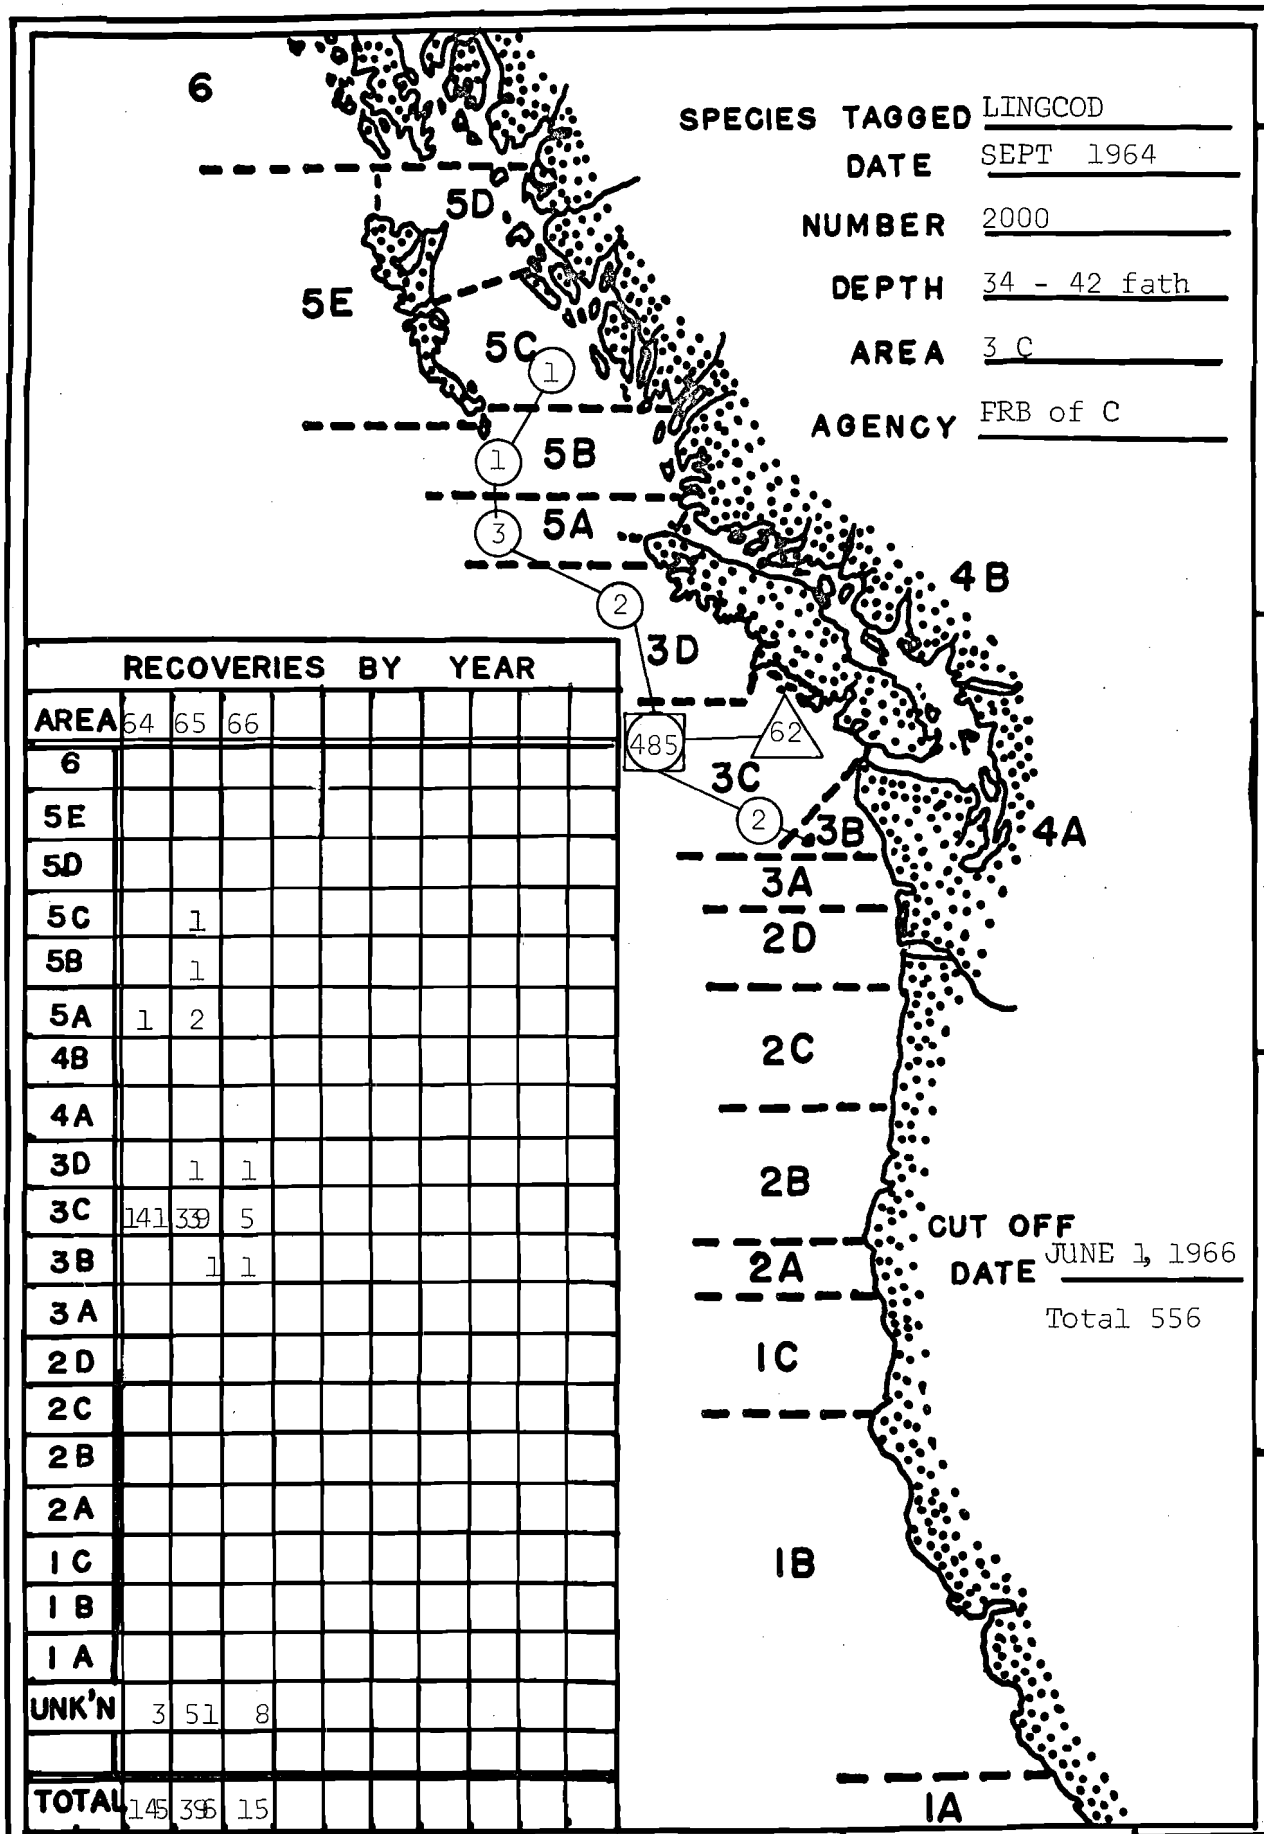 6
SPECIES TAGGED LINGCOD
DATE SEPT 1964
NUMBER 2000
DEPTH 34 - 42 fath
AREA 3 C
AGENCY FRB of C
5D
5E
5C
1
1
5B
3
5A
4B
2
3D
485
62
3C
2
3B
4A
3A
2D
2C
2B
2A
1C
1B
1A
CUT OFF
DATE JUNE 1, 1966
Total 556
RECOVERIES BY YEAR
AREA 64 65 66
6
5E
5D
5C 1
5B 1
5A 1 2
4B
4A
3D 1 1
3C 141 339 5
3B 1 1
3A
2D
2C
2B
2A
1C
1B
1A
UNK'N 3 51 8
TOTAL 145 396 15